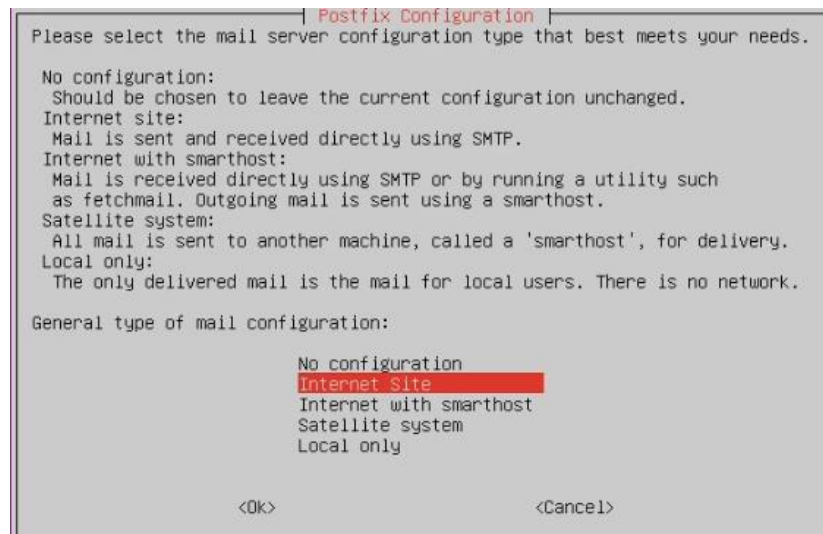 Postfix Configuration
Please select the mail server configuration type that best meets your needs.
No configuration:
Should be chosen to leave the current configuration unchanged.
Internet site:
Mail is sent and received directly using SMTP.
Internet with smarthost:
Mail is received directly using SMTP or by running a utility such
as fetchmail. Outgoing mail is sent using a smarthost.
Satellite system:
All mail is sent to another machine, called a 'smarthost', for delivery.
Local only:
The only delivered mail is the mail for local users. There is no network.
General type of mail configuration:
No configuration
Internet Site
Internet with smarthost
Satellite system
Local only
<Ok> <Cancel>